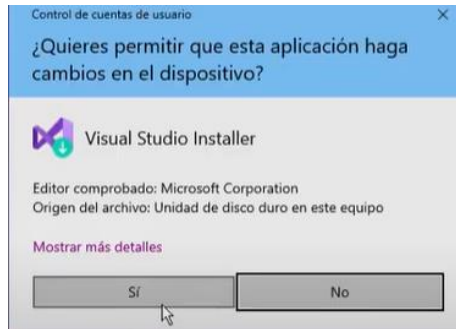 Control de cuentas de usuario
¿Quieres permitir que esta aplicación haga
cambios en el dispositivo?
Visual Studio Installer
Editor comprobado: Microsoft Corporation
Origen del archivo: Unidad de disco duro en este equipo
Mostrar más detalles
Sí
No